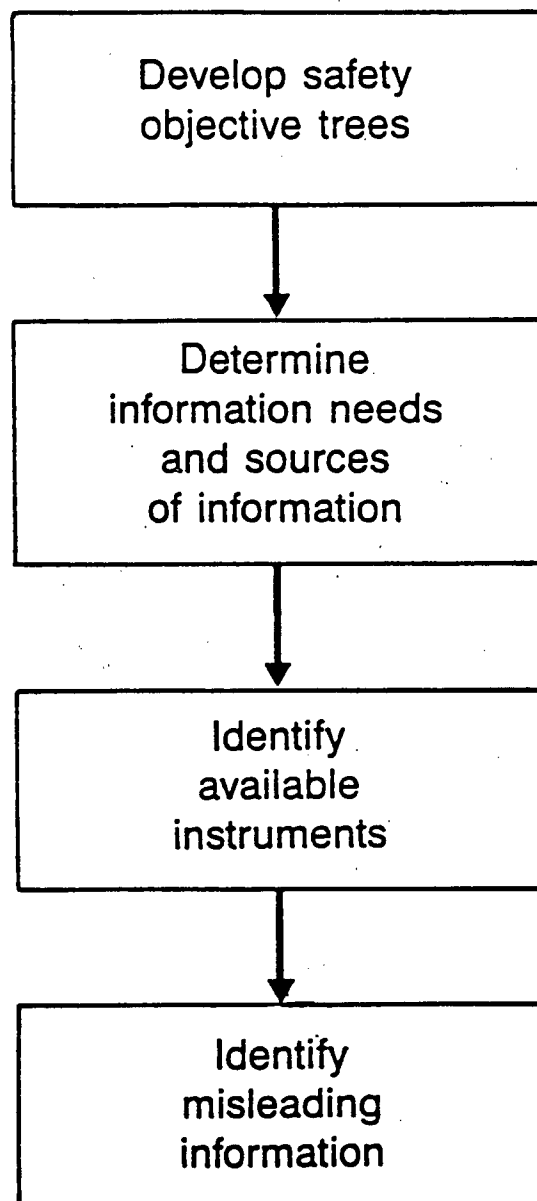 Develop safety
objective trees
Determine
information needs
and sources
of information
Identify
available
instruments
Identify
misleading
information